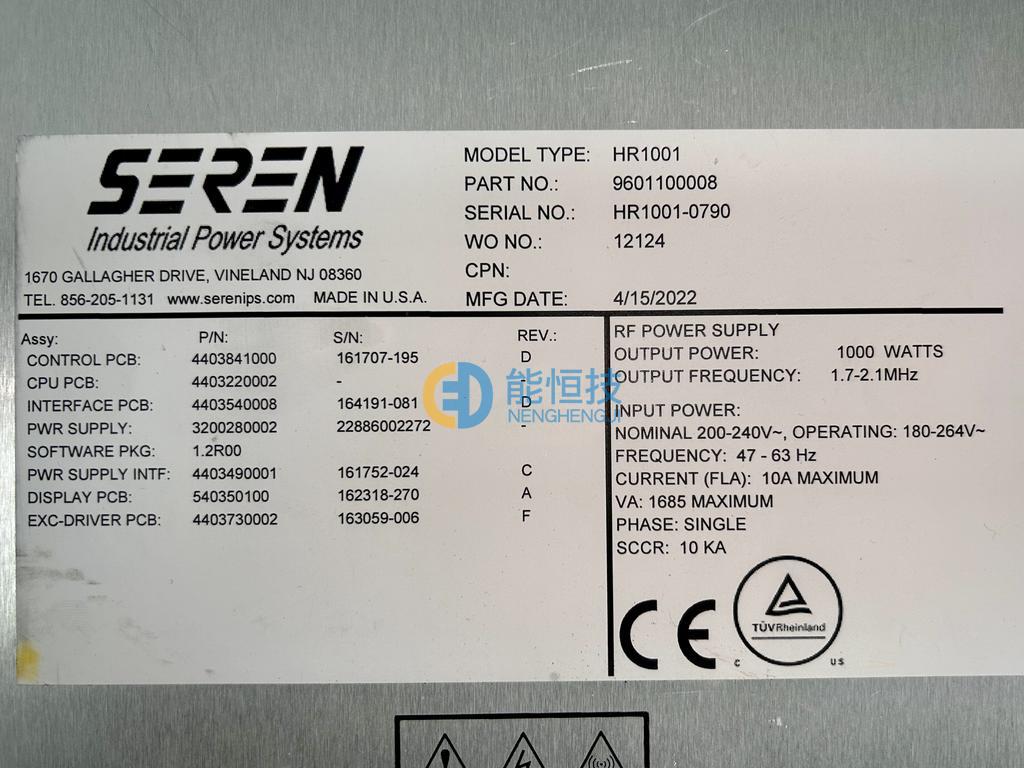 SEREN
Industrial Power Systems
1670 GALLAGHER DRIVE, VINELAND NJ 08360
TEL. 856-205-1131 www.serenips.com MADE IN U.S.A.
MODEL TYPE: HR1001
PART NO.: 9601100008
SERIAL NO.: HR1001-0790
WO NO.: 12124
CPN:
MFG DATE: 4/15/2022
Assy: P/N: S/N: REV.:
CONTROL PCB: 4403841000 161707-195 D
CPU PCB: 4403220002 - -
INTERFACE PCB: 4403540008 164191-081 D
PWR SUPPLY: 3200280002 22886002272 -
SOFTWARE PKG: 1.2R00
PWR SUPPLY INTF: 4403490001 161752-024 C
DISPLAY PCB: 540350100 162318-270 A
EXC-DRIVER PCB: 4403730002 163059-006 F
能恒技
NENGHENGJI
RF POWER SUPPLY
OUTPUT POWER: 1000 WATTS
OUTPUT FREQUENCY: 1.7-2.1MHz
INPUT POWER:
NOMINAL 200-240V~, OPERATING: 180-264V~
FREQUENCY: 47 - 63 Hz
CURRENT (FLA): 10A MAXIMUM
VA: 1685 MAXIMUM
PHASE: SINGLE
SCCR: 10 KA
CE
TÜVRheinland
C US